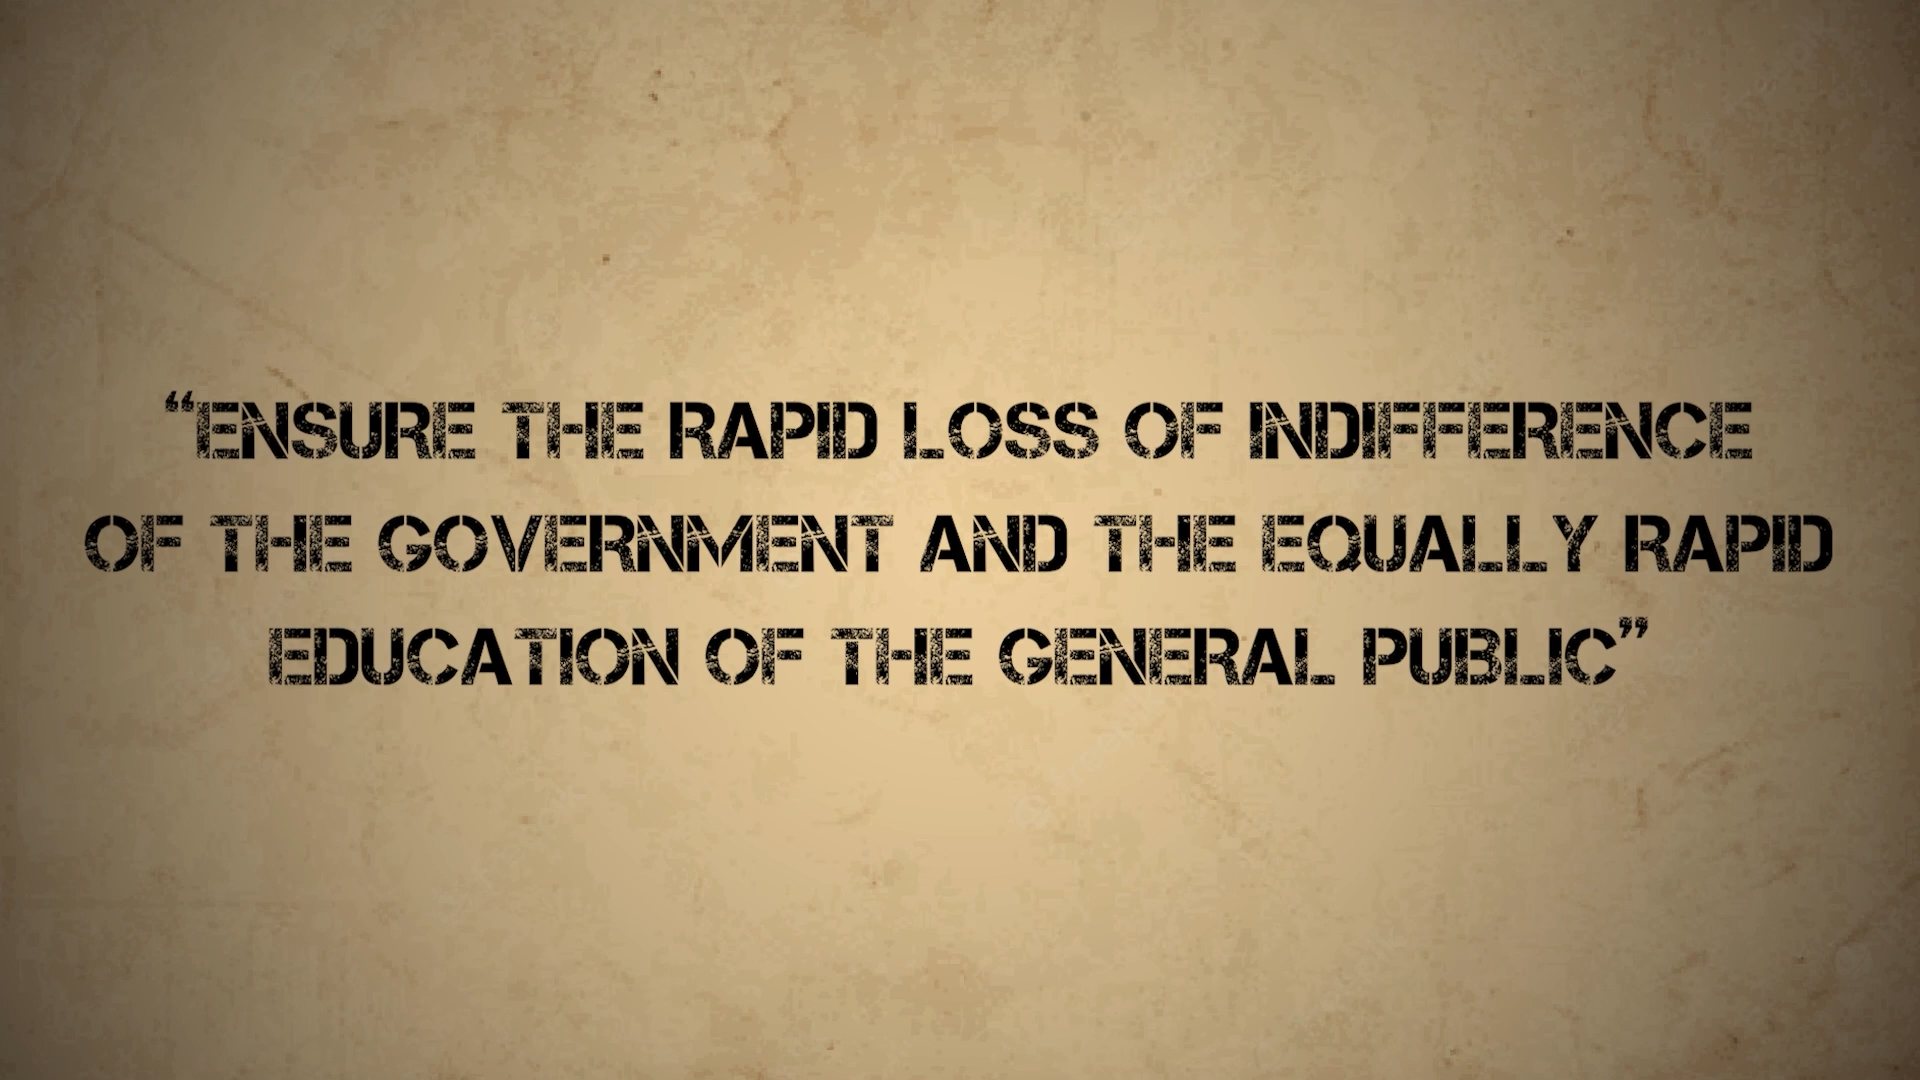 “ENSURE THE RAPID LOSS OF INDIFFERENCE
OF THE GOVERNMENT AND THE EQUALLY RAPID
EDUCATION OF THE GENERAL PUBLIC”